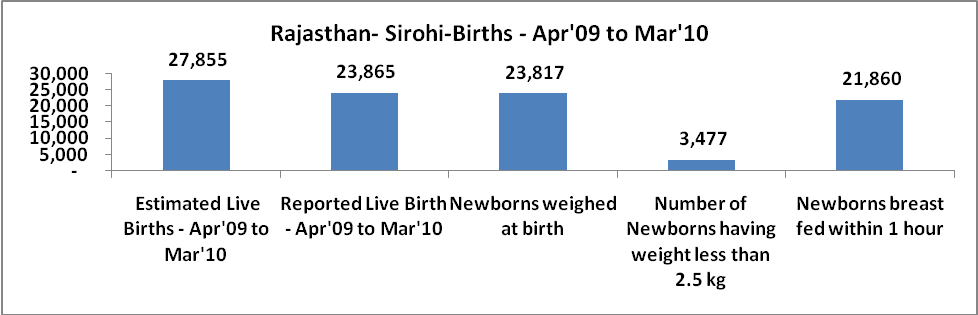 Rajasthan- Sirohi-Births - Apr'09 to Mar'10
30,000
25,000
20,000
15,000
10,000
5,000
-
27,855
23,865
23,817
3,477
21,860
Estimated Live
Births - Apr'09 to
Mar'10
Reported Live Birth
- Apr'09 to Mar'10
Newborns weighed
at birth
Number of
Newborns having
weight less than
2.5 kg
Newborns breast
fed within 1 hour